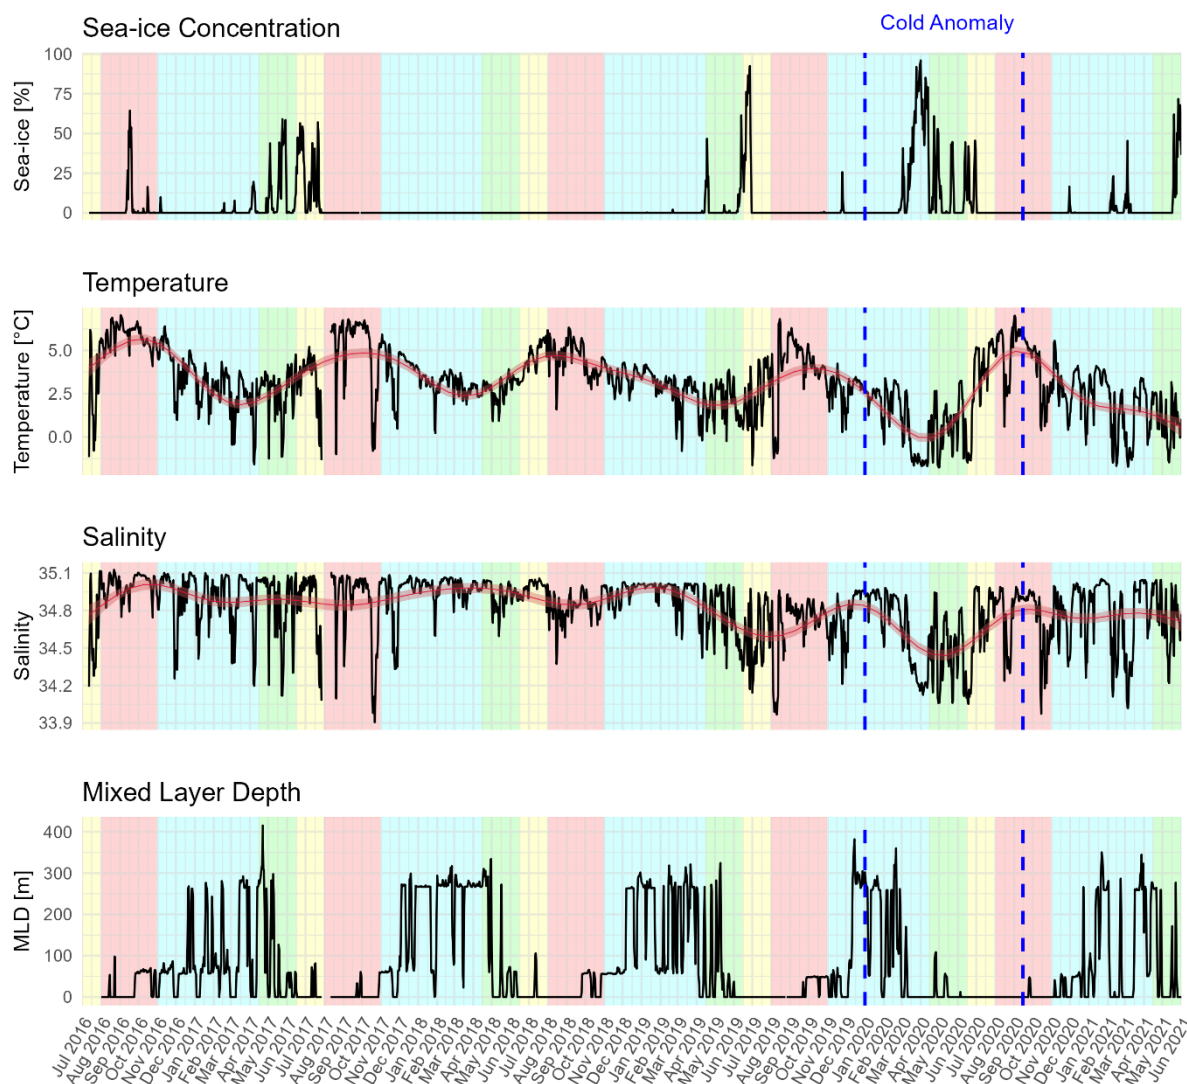 Cold Anomaly
Sea-ice Concentration
Sea-ice [%]
100
75
50
25
0
Temperature
Temperature [°C]
5.0
2.5
0.0
Salinity
Salinity
35.1
34.8
34.5
34.2
33.9
Mixed Layer Depth
MLD [m]
400
300
200
100
0
Jul 2016
Aug 2016
Sep 2016
Oct 2016
Nov 2016
Dec 2016
Jan 2017
Feb 2017
Mar 2017
Apr 2017
May 2017
Jun 2017
Jul 2017
Aug 2017
Sep 2017
Oct 2017
Nov 2017
Dec 2017
Jan 2018
Feb 2018
Mar 2018
Apr 2018
May 2018
Jun 2018
Jul 2018
Aug 2018
Sep 2018
Oct 2018
Nov 2018
Dec 2018
Jan 2019
Feb 2019
Mar 2019
Apr 2019
May 2019
Jun 2019
Jul 2019
Aug 2019
Sep 2019
Oct 2019
Nov 2019
Dec 2019
Jan 2020
Feb 2020
Mar 2020
Apr 2020
May 2020
Jun 2020
Jul 2020
Aug 2020
Sep 2020
Oct 2020
Nov 2020
Dec 2020
Jan 2021
Feb 2021
Mar 2021
Apr 2021
May 2021
Jun 2021